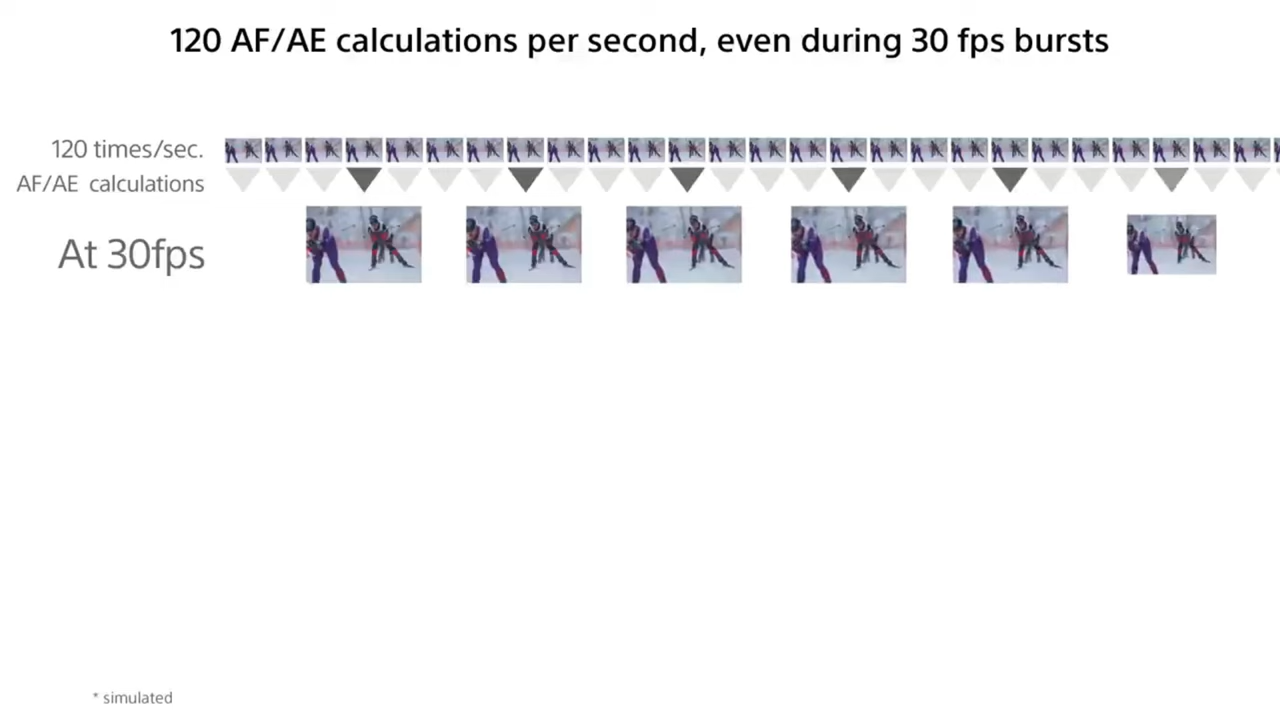 120 AF/AE calculations per second, even during 30 fps bursts
120 times/sec.
AF/AE calculations
At 30fps
* simulated